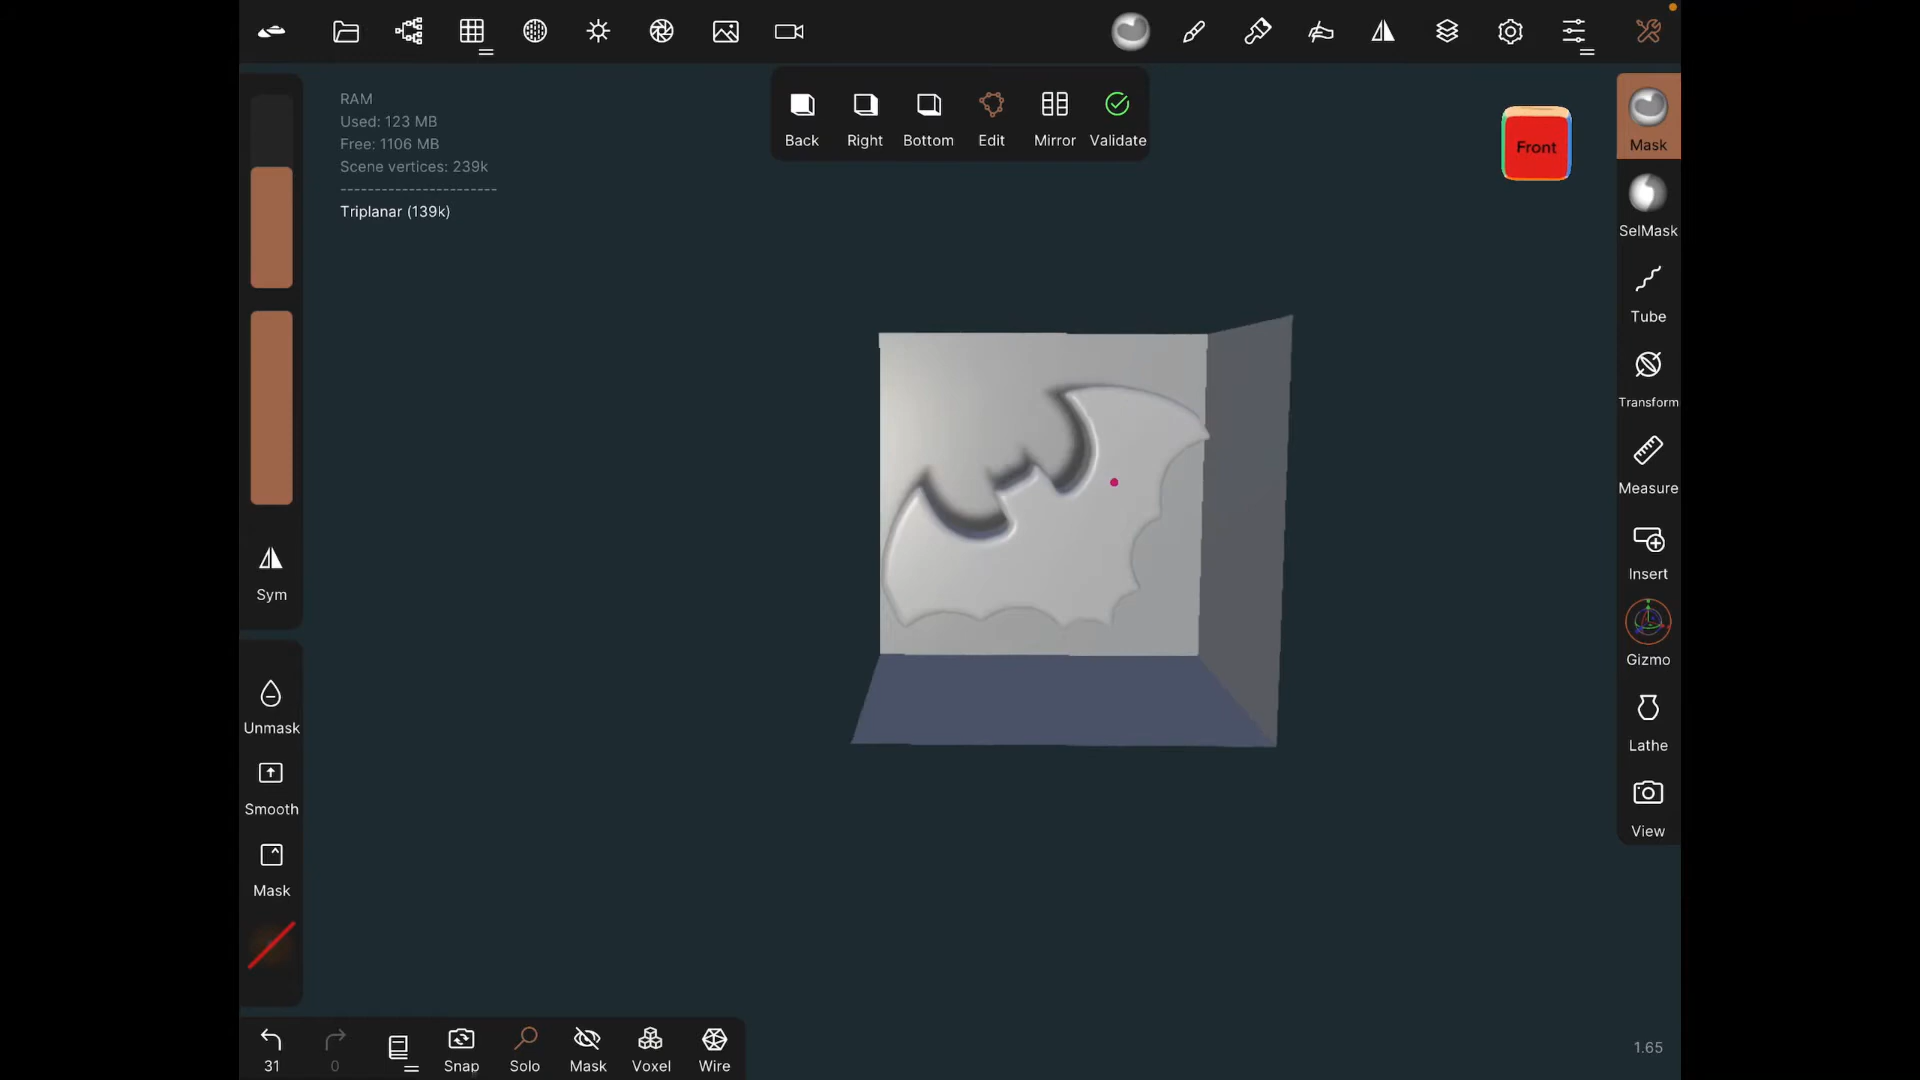 RAM
Used: 123 MB
Free: 1106 MB
Scene vertices: 239k
-----------------------
Triplanar (139k)
Back
Right
Bottom
Edit
Mirror
Validate
Front
Mask
SelMask
Tube
Transform
Measure
Insert
Gizmo
Lathe
View
Sym
Unmask
Smooth
Mask
31
0
Snap
Solo
Mask
Voxel
Wire
1.65